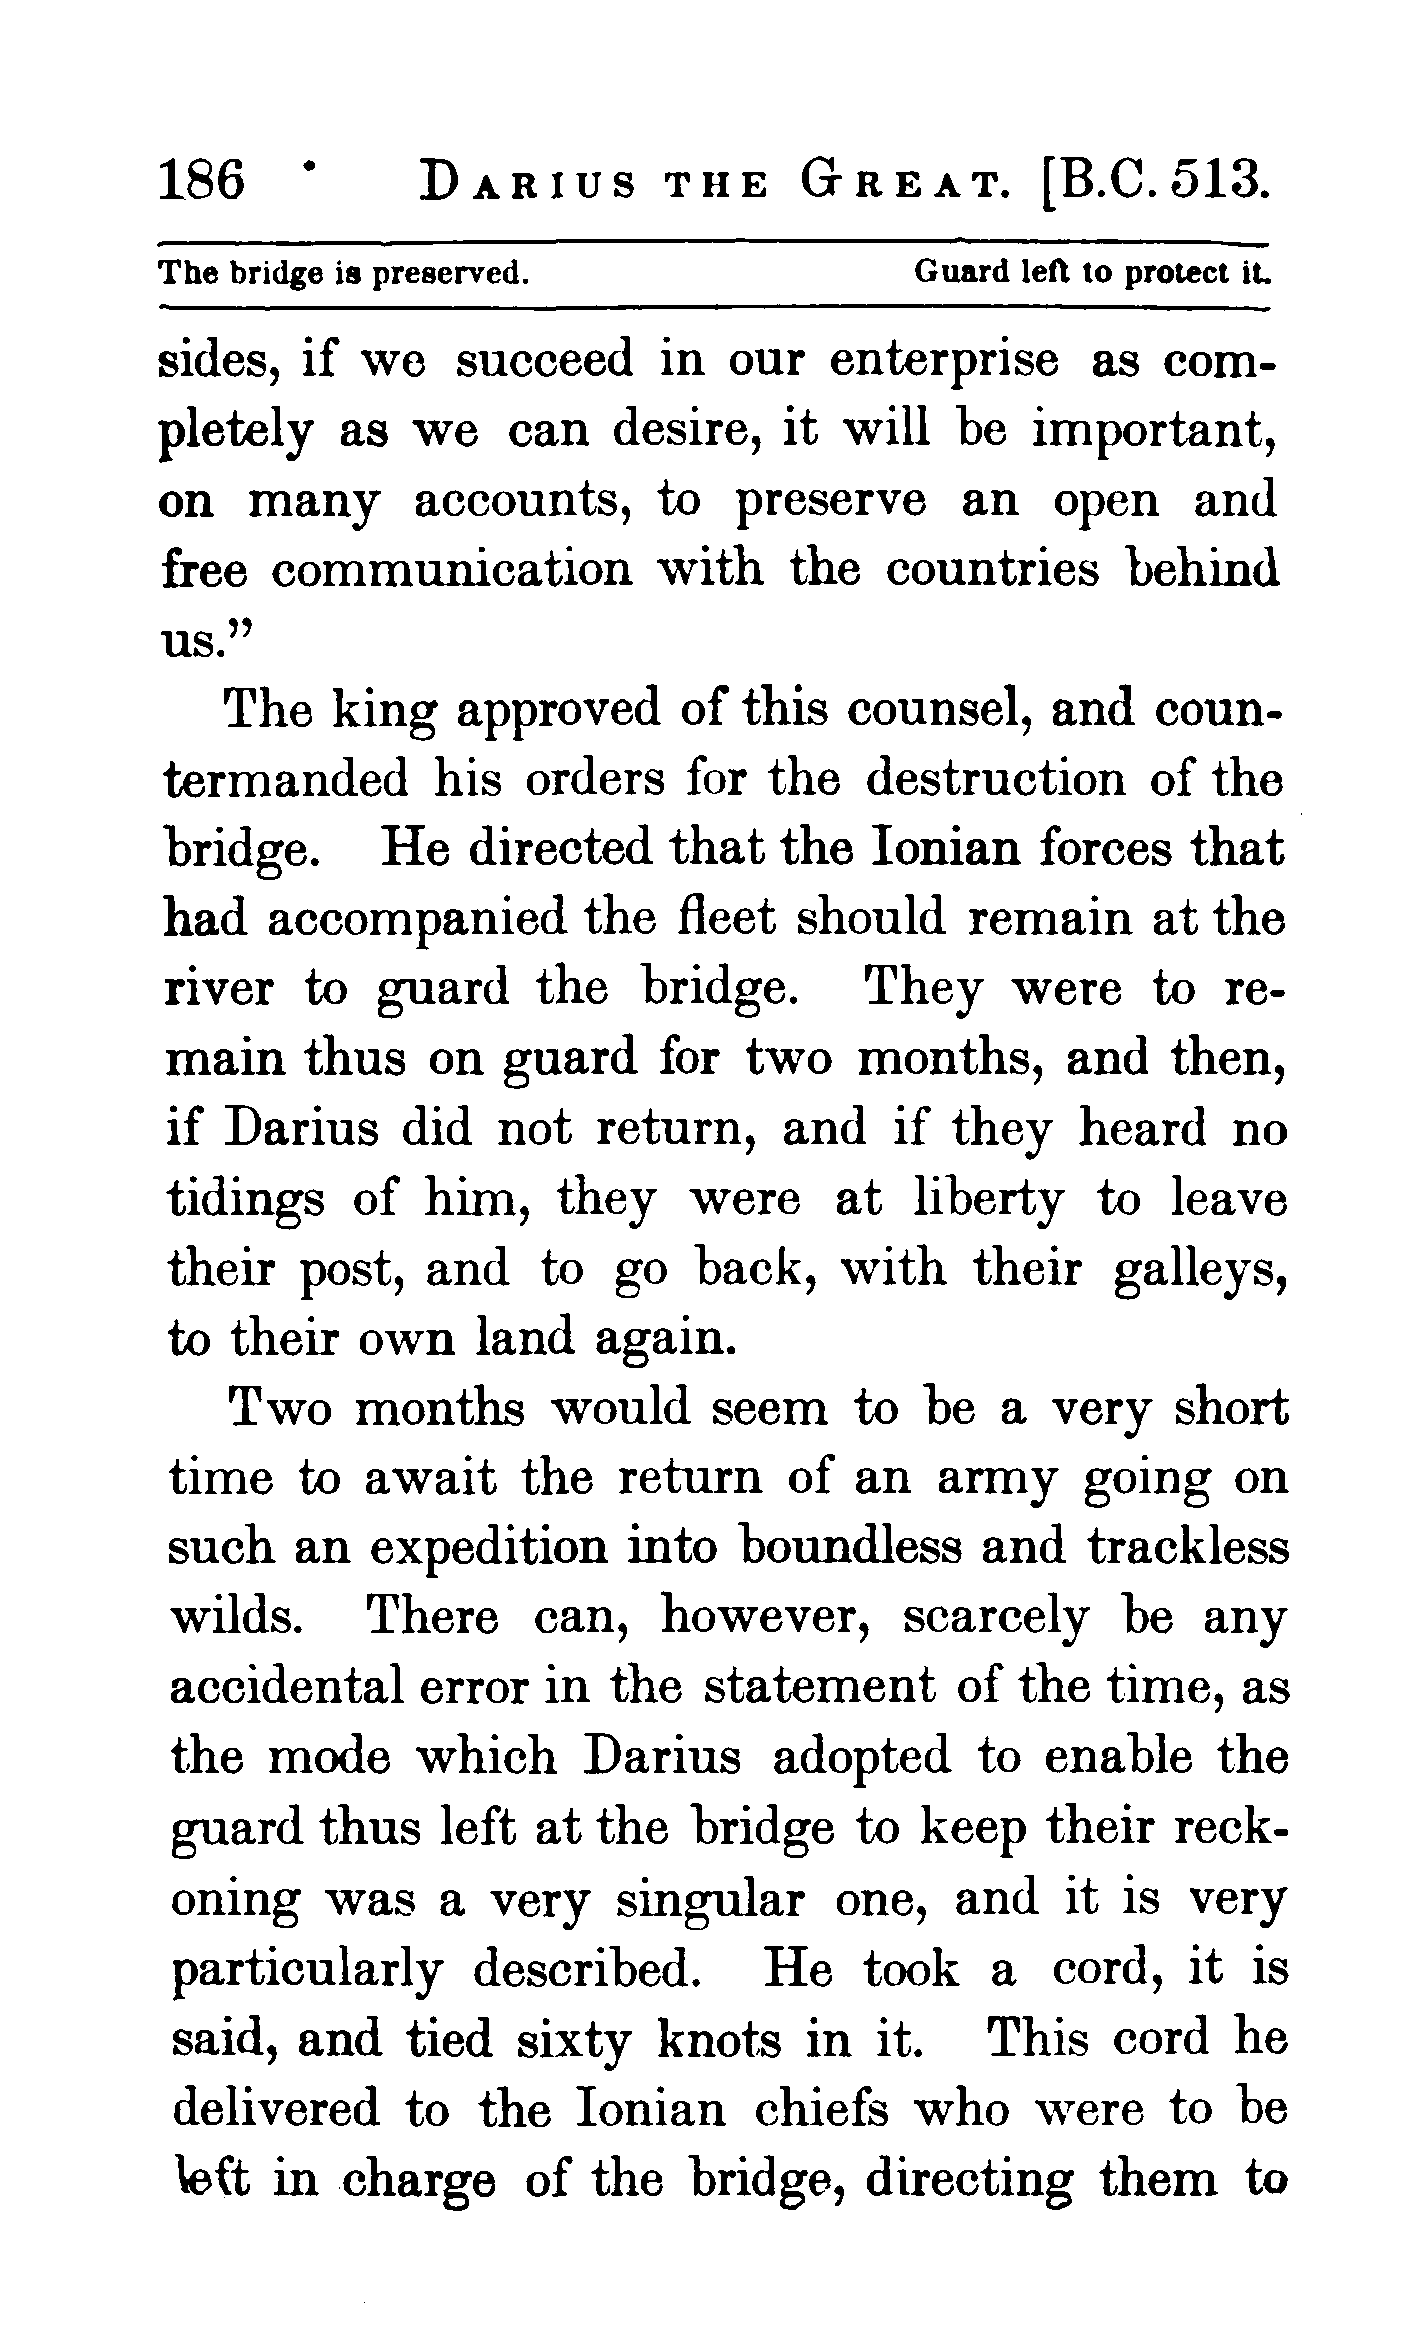 186 DARIUS THE GREAT. [B.C. 513.
The bridge is preserved. Guard left to protect it.
sides, if we succeed in our enterprise as com-
pletely as we can desire, it will be important,
on many accounts, to preserve an open and
free communication with the countries behind
us.”
The king approved of this counsel, and coun-
termanded his orders for the destruction of the
bridge. He directed that the Ionian forces that
had accompanied the fleet should remain at the
river to guard the bridge. They were to re-
main thus on guard for two months, and then,
if Darius did not return, and if they heard no
tidings of him, they were at liberty to leave
their post, and to go back, with their galleys,
to their own land again.
Two months would seem to be a very short
time to await the return of an army going on
such an expedition into boundless and trackless
wilds. There can, however, scarcely be any
accidental error in the statement of the time, as
the mode which Darius adopted to enable the
guard thus left at the bridge to keep their reck-
oning was a very singular one, and it is very
particularly described. He took a cord, it is
said, and tied sixty knots in it. This cord he
delivered to the Ionian chiefs who were to be
left in charge of the bridge, directing them to